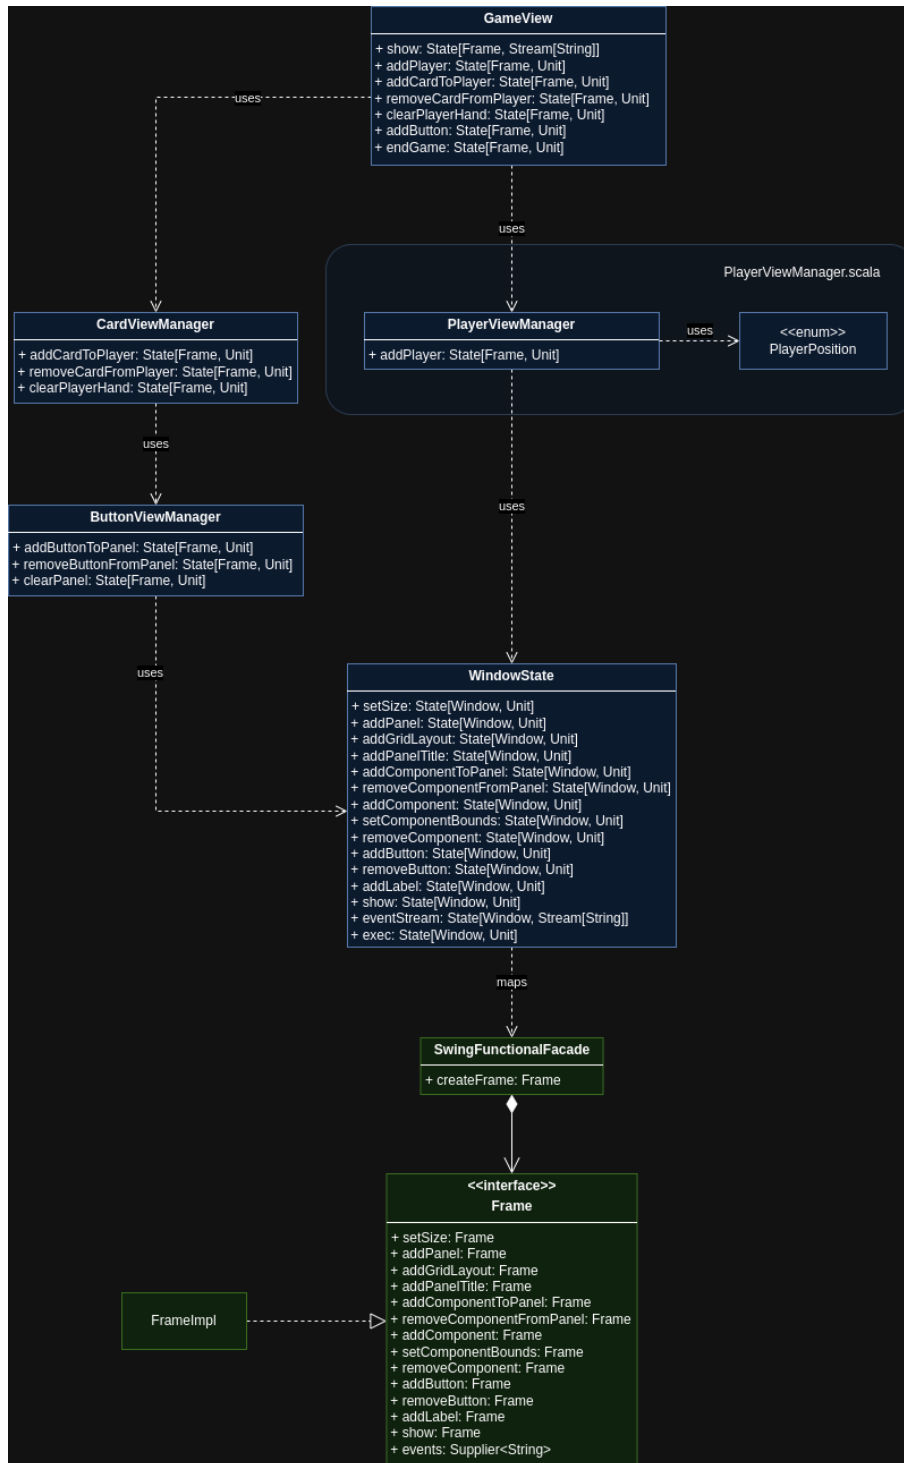 GameView
+ show: State[Frame, Stream[String]]
+ addPlayer: State[Frame, Unit]
+ addCardToPlayer: State[Frame, Unit]
+ removeCardFromPlayer: State[Frame, Unit]
+ clearPlayerHand: State[Frame, Unit]
+ addButton: State[Frame, Unit]
+ endGame: State[Frame, Unit]
uses
uses
PlayerViewManager.scala
CardViewManager
+ addCardToPlayer: State[Frame, Unit]
+ removeCardFromPlayer: State[Frame, Unit]
+ clearPlayerHand: State[Frame, Unit]
PlayerViewManager
+ addPlayer: State[Frame, Unit]
uses
<<enum>>
PlayerPosition
uses
ButtonViewManager
+ addButtonToPanel: State[Frame, Unit]
+ removeButtonFromPanel: State[Frame, Unit]
+ clearPanel: State[Frame, Unit]
uses
uses
WindowState
+ setSize: State[Window, Unit]
+ addPanel: State[Window, Unit]
+ addGridLayout: State[Window, Unit]
+ addPanelTitle: State[Window, Unit]
+ addComponentToPanel: State[Window, Unit]
+ removeComponentFromPanel: State[Window, Unit]
+ addComponent: State[Window, Unit]
+ setComponentBounds: State[Window, Unit]
+ removeComponent: State[Window, Unit]
+ addButton: State[Window, Unit]
+ removeButton: State[Window, Unit]
+ addLabel: State[Window, Unit]
+ show: State[Window, Unit]
+ eventStream: State[Window, Stream[String]]
+ exec: State[Window, Unit]
maps
SwingFunctionalFacade
+ createFrame: Frame
<<interface>>
Frame
+ setSize: Frame
+ addPanel: Frame
+ addGridLayout: Frame
+ addPanelTitle: Frame
+ addComponentToPanel: Frame
+ removeComponentFromPanel: Frame
+ addComponent: Frame
+ setComponentBounds: Frame
+ removeComponent: Frame
+ addButton: Frame
+ removeButton: Frame
+ addLabel: Frame
+ show: Frame
+ events: Supplier<String>
FrameImpl